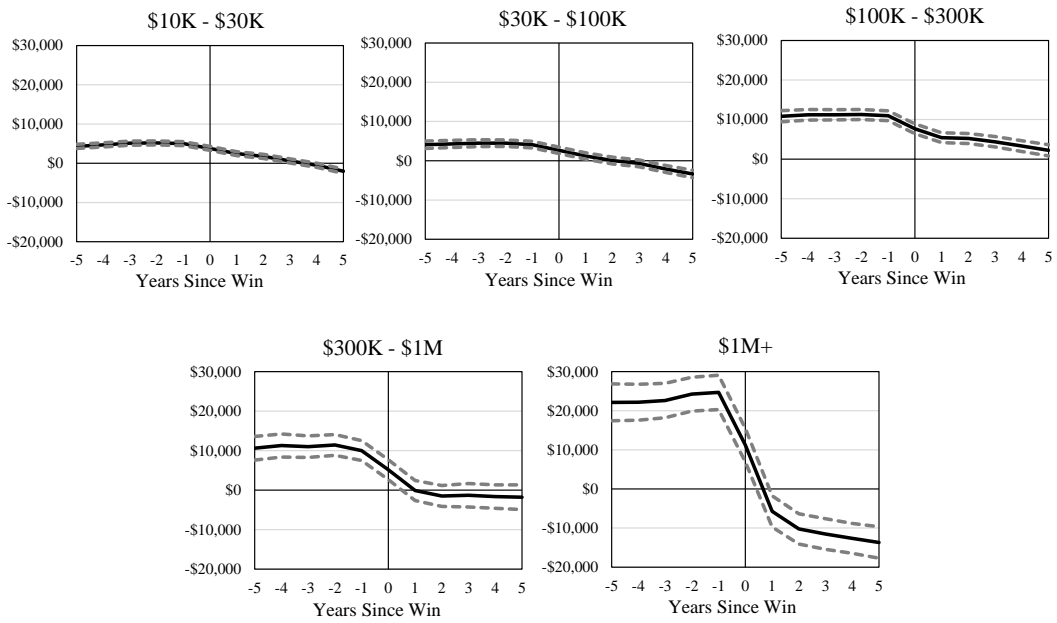 $10K - $30K
$30,000
$20,000
$10,000
$0
-$10,000
-$20,000
-5 -4 -3 -2 -1 0 1 2 3 4 5
Years Since Win
$30K - $100K
$30,000
$20,000
$10,000
$0
-$10,000
-$20,000
-5 -4 -3 -2 -1 0 1 2 3 4 5
Years Since Win
$100K - $300K
$30,000
$20,000
$10,000
$0
-$10,000
-$20,000
-5 -4 -3 -2 -1 0 1 2 3 4 5
Years Since Win
$300K - $1M
$30,000
$20,000
$10,000
$0
-$10,000
-$20,000
-5 -4 -3 -2 -1 0 1 2 3 4 5
Years Since Win
$1M+
$30,000
$20,000
$10,000
$0
-$10,000
-$20,000
-5 -4 -3 -2 -1 0 1 2 3 4 5
Years Since Win